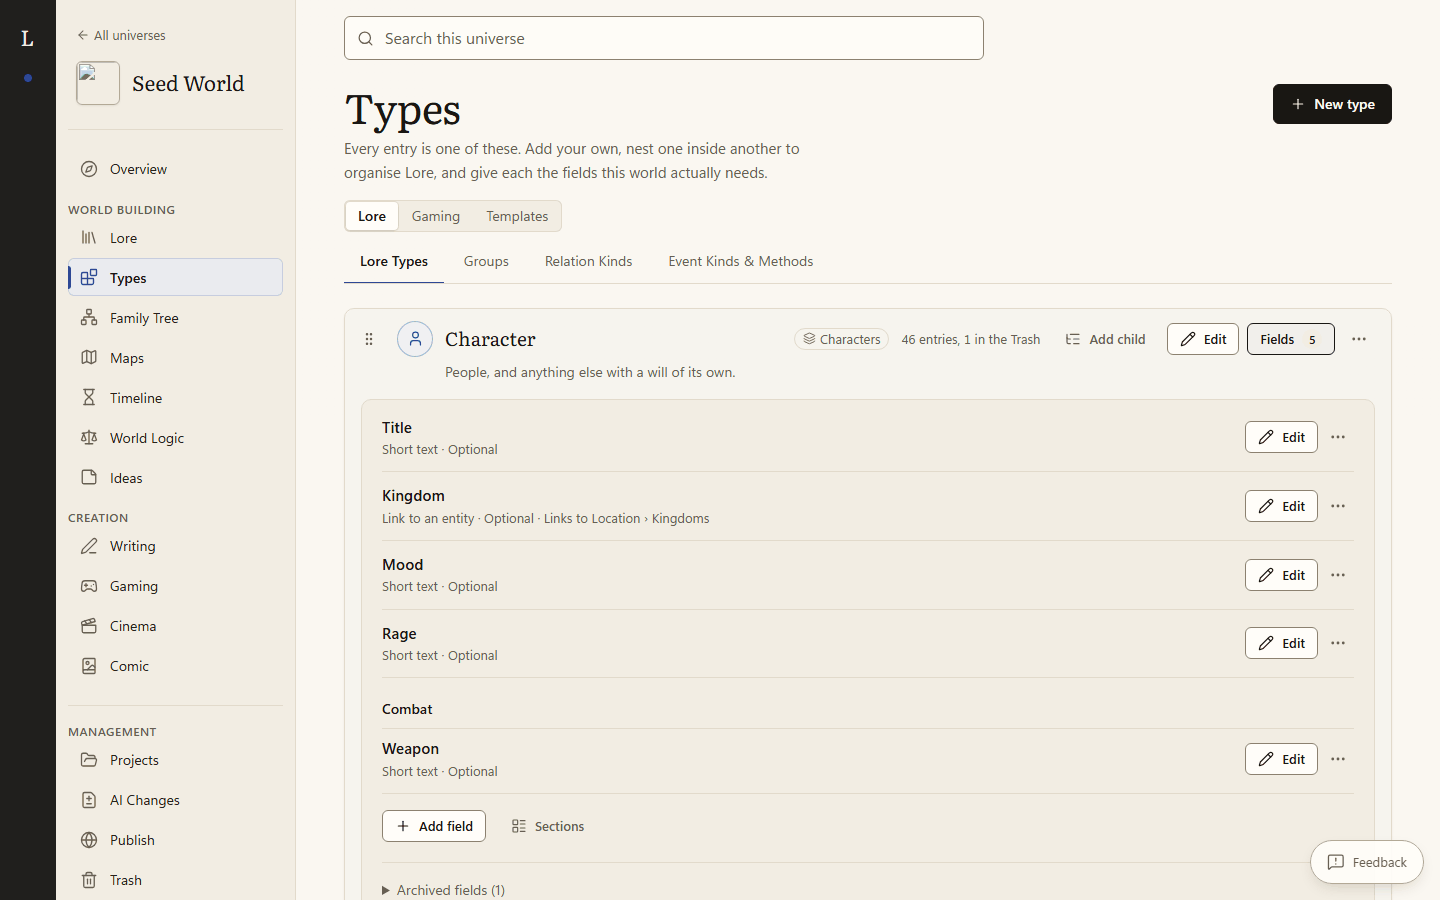 L
All universes
Seed World
Overview
WORLD BUILDING
Lore
Types
Family Tree
Maps
Timeline
World Logic
Ideas
CREATION
Writing
Gaming
Cinema
Comic
MANAGEMENT
Projects
AI Changes
Publish
Trash
Search this universe
Types
New type
Every entry is one of these. Add your own, nest one inside another to
organise Lore, and give each the fields this world actually needs.
Lore Gaming Templates
Lore Types Groups Relation Kinds Event Kinds & Methods
Character Characters 46 entries, 1 in the Trash Add child Edit Fields 5
People, and anything else with a will of its own.
Title
Short text · Optional
Edit
Kingdom
Link to an entity · Optional · Links to Location › Kingdoms
Edit
Mood
Short text · Optional
Edit
Rage
Short text · Optional
Edit
Combat
Weapon
Short text · Optional
Edit
Add field Sections
Archived fields (1)
Feedback